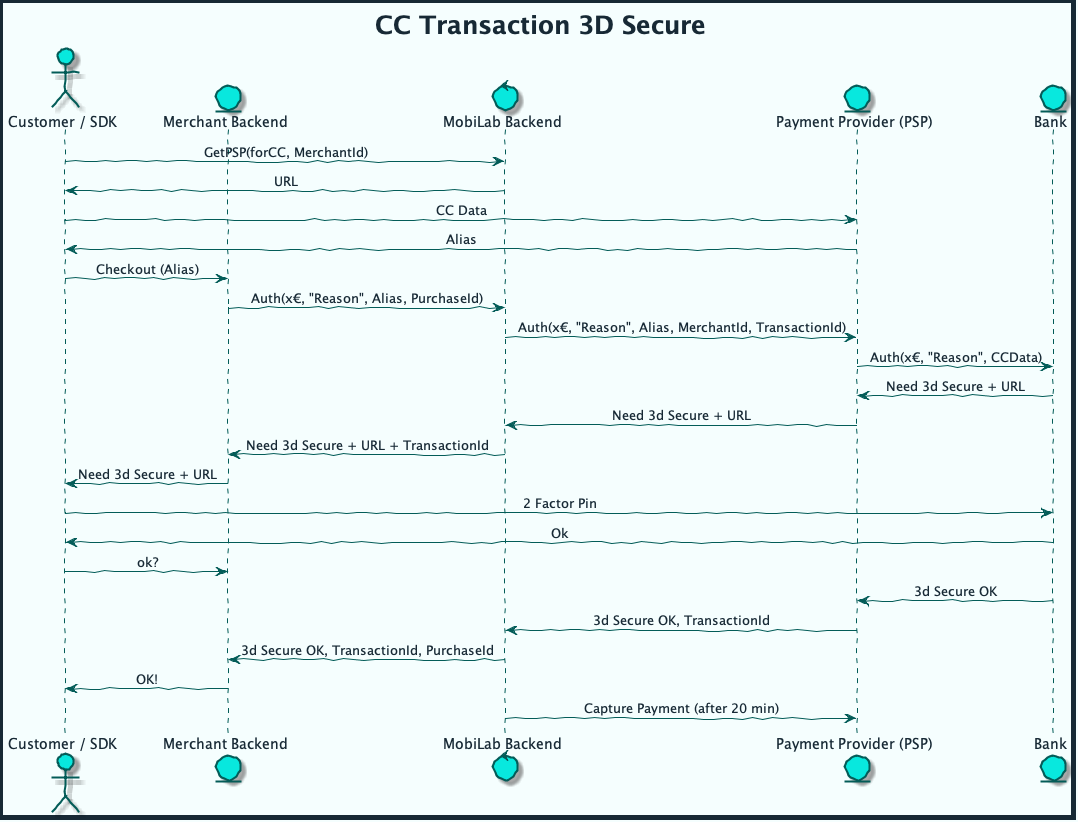 CC Transaction 3D Secure
Customer / SDK
Merchant Backend
MobiLab Backend
Payment Provider (PSP)
Bank
GetPSP(forCC, MerchantId)
URL
CC Data
Alias
Checkout (Alias)
Auth(x€, "Reason", Alias, PurchaseId)
Auth(x€, "Reason", Alias, MerchantId, TransactionId)
Auth(x€, "Reason", CCData)
Need 3d Secure + URL
Need 3d Secure + URL
Need 3d Secure + URL + TransactionId
Need 3d Secure + URL
2 Factor Pin
Ok
ok?
3d Secure OK
3d Secure OK, TransactionId
3d Secure OK, TransactionId, PurchaseId
OK!
Capture Payment (after 20 min)
Customer / SDK
Merchant Backend
MobiLab Backend
Payment Provider (PSP)
Bank